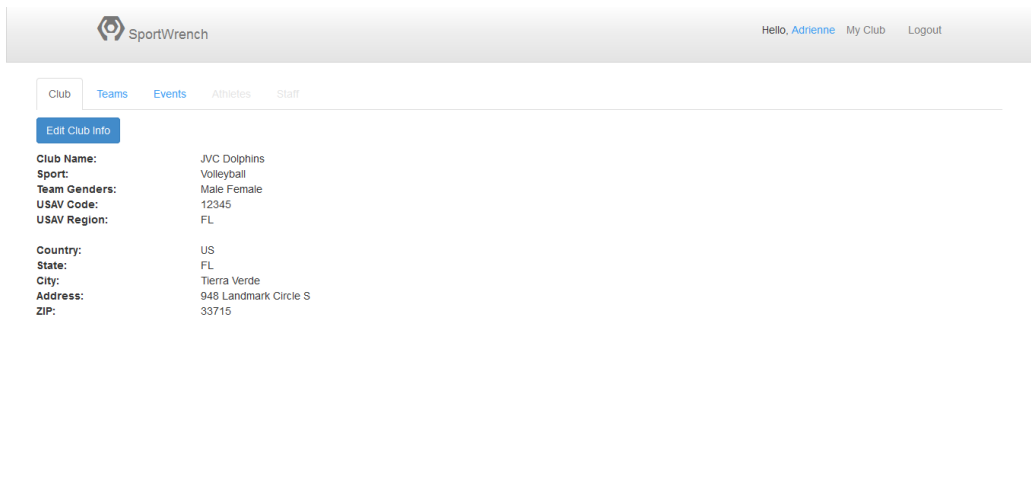 SportWrench
Hello, Adrienne My Club Logout
Club Teams Events Athletes Staff
Edit Club Info
Club Name: JVC Dolphins
Sport: Volleyball
Team Genders: Male Female
USAV Code: 12345
USAV Region: FL
Country: US
State: FL
City: Tierra Verde
Address: 948 Landmark Circle S
ZIP: 33715